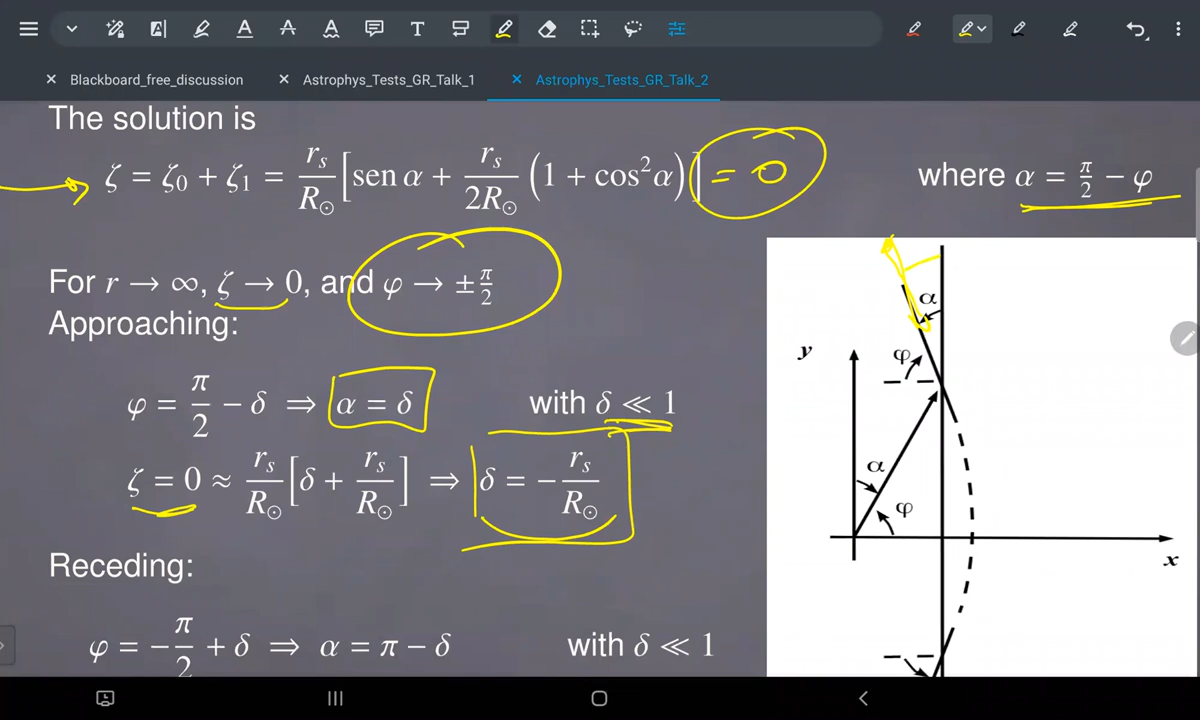 Blackboard_free_discussion Astrophys_Tests_GR_Talk_1 Astrophys_Tests_GR_Talk_2
The solution is
ζ = ζ₀ + ζ₁ = r_s/R_⊙ [sen α + r_s/2R_⊙ (1 + cos²α)] = 0 where α = π/2 − φ
For r → ∞, ζ → 0, and φ → ±π/2
Approaching:
φ = π/2 − δ ⇒ α = δ with δ ≪ 1
ζ = 0 ≈ r_s/R_⊙ [δ + r_s/R_⊙] ⇒ δ = − r_s/R_⊙
Receding:
φ = −π/2 + δ ⇒ α = π − δ with δ ≪ 1
α
y
φ
α
φ
x